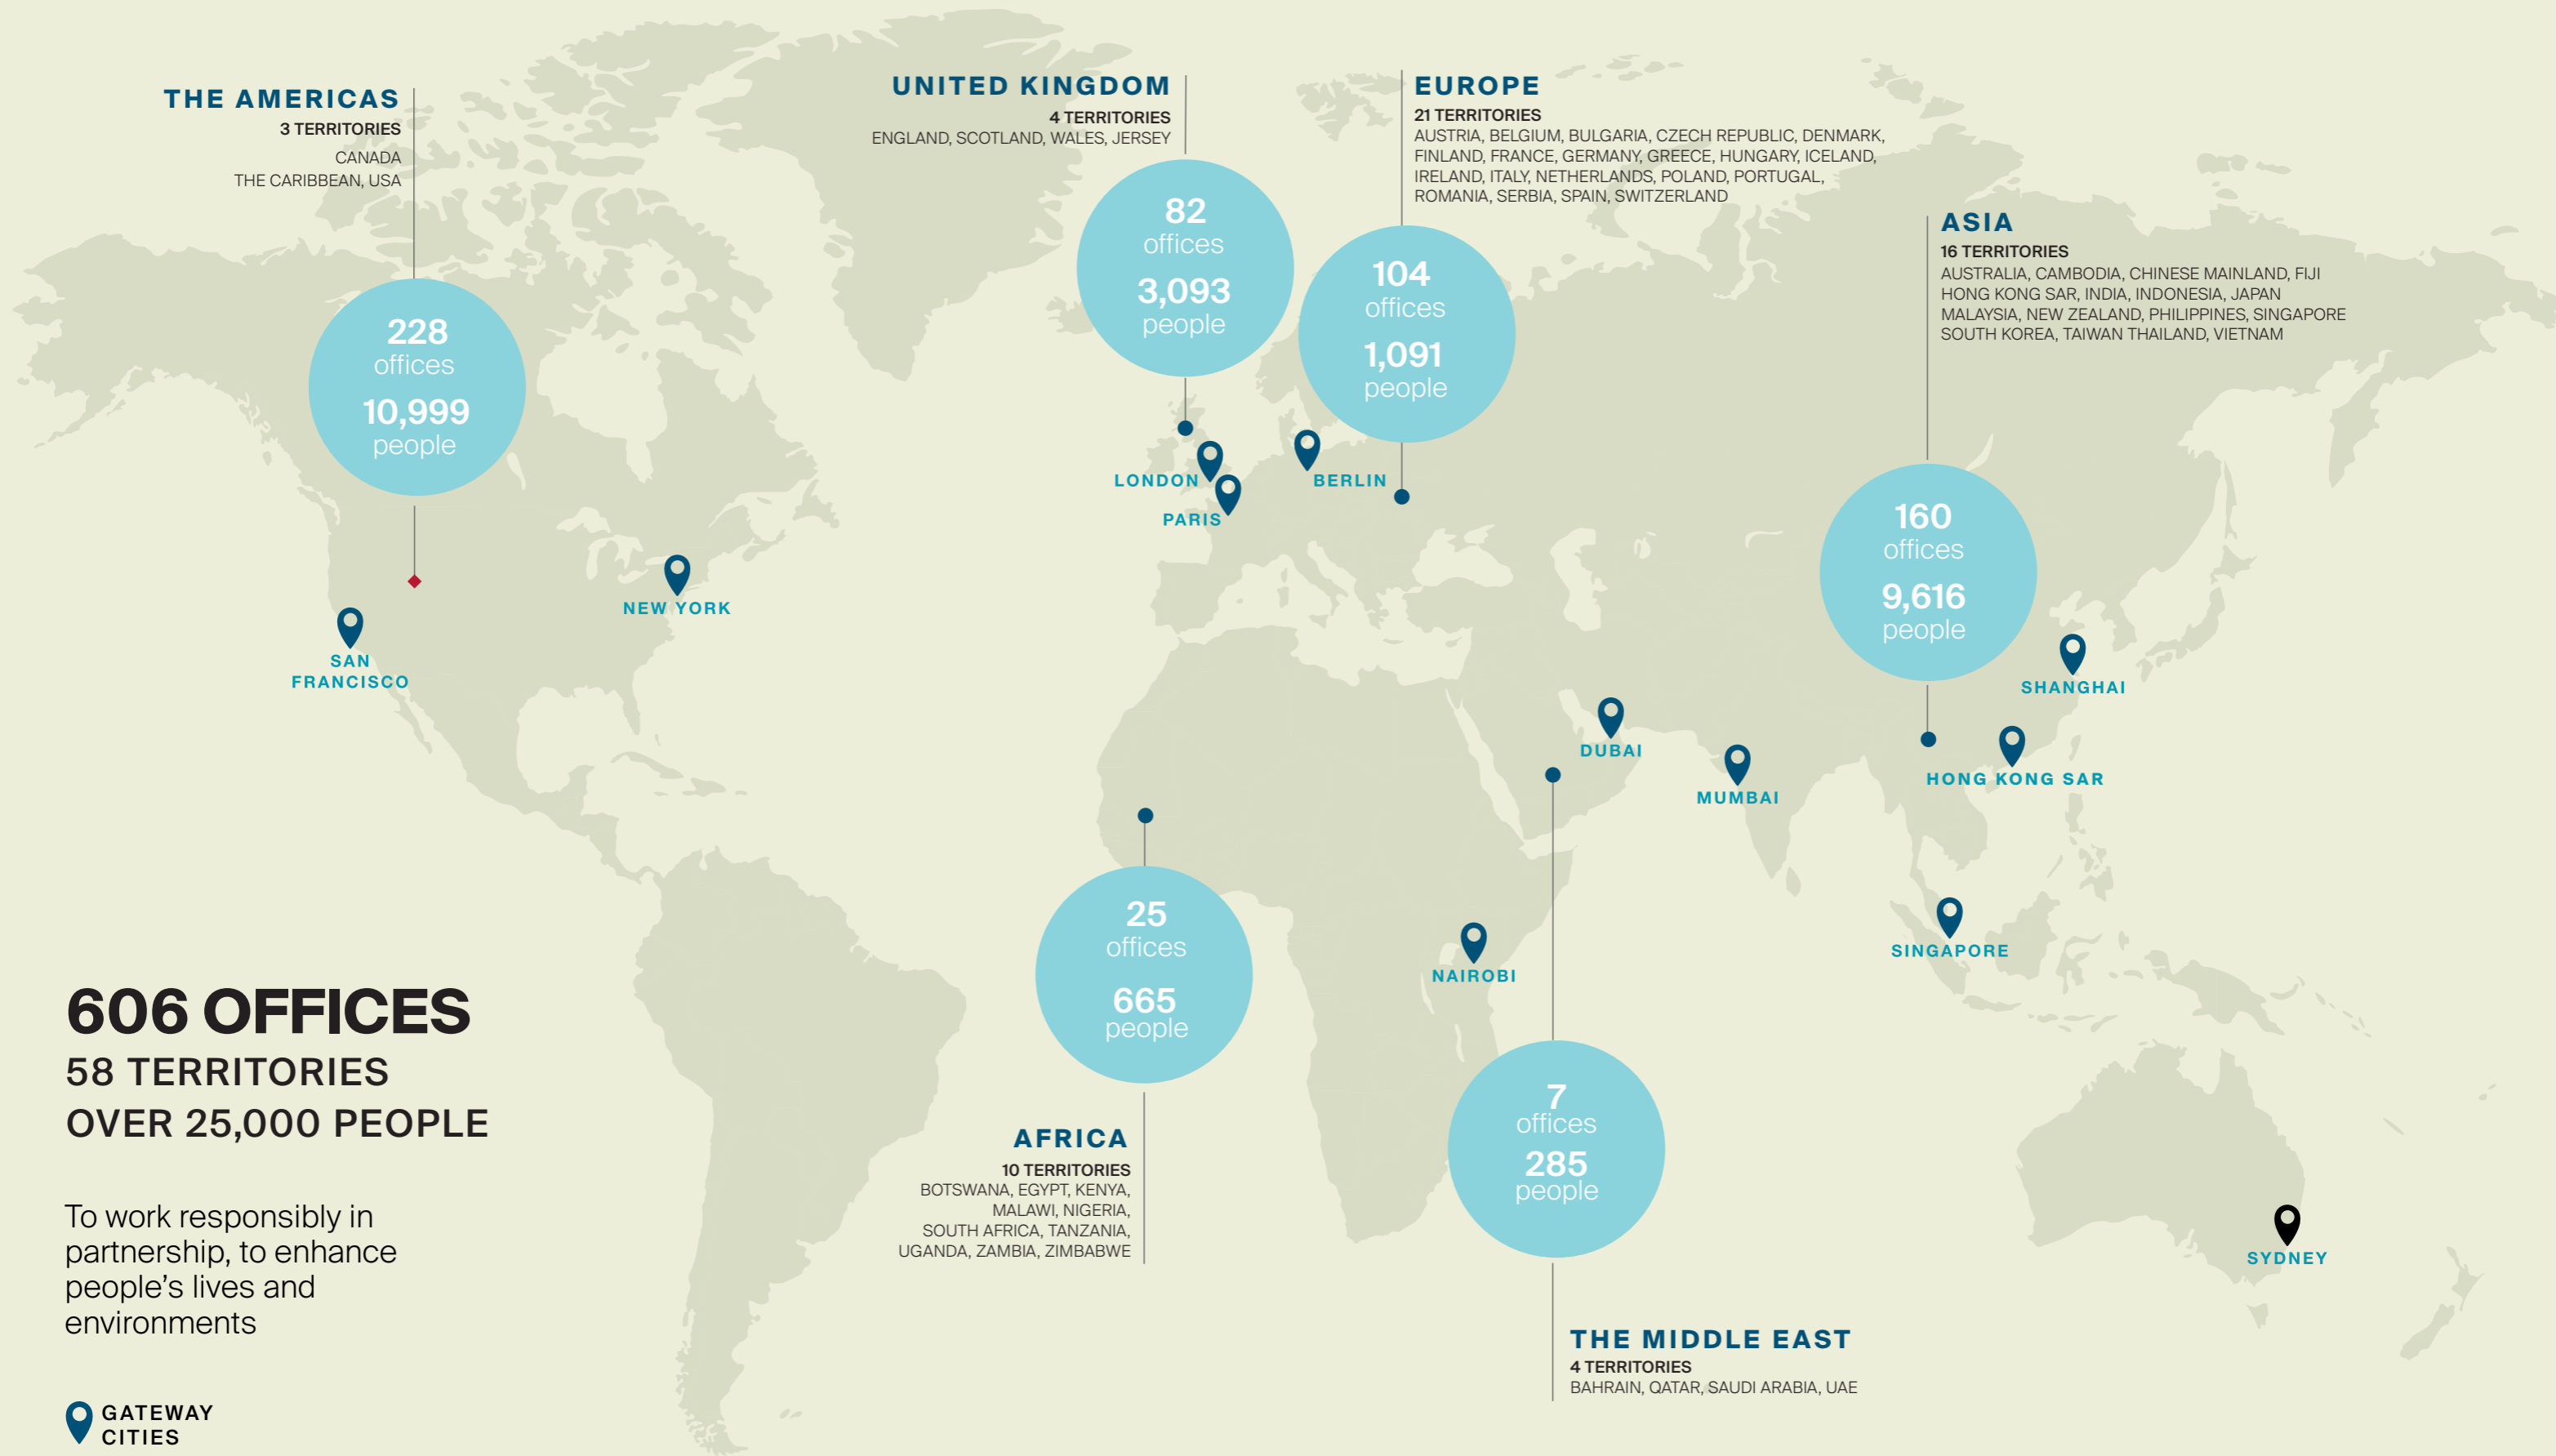 THE AMERICAS
3 TERRITORIES
CANADA
THE CARIBBEAN, USA
228
offices
10,999
people
UNITED KINGDOM
4 TERRITORIES
ENGLAND, SCOTLAND, WALES, JERSEY
82
offices
3,093
people
EUROPE
21 TERRITORIES
AUSTRIA, BELGIUM, BULGARIA, CZECH REPUBLIC, DENMARK,
FINLAND, FRANCE, GERMANY, GREECE, HUNGARY, ICELAND,
IRELAND, ITALY, NETHERLANDS, POLAND, PORTUGAL,
ROMANIA, SERBIA, SPAIN, SWITZERLAND
104
offices
1,091
people
ASIA
16 TERRITORIES
AUSTRALIA, CAMBODIA, CHINESE MAINLAND, FIJI
HONG KONG SAR, INDIA, INDONESIA, JAPAN
MALAYSIA, NEW ZEALAND, PHILIPPINES, SINGAPORE
SOUTH KOREA, TAIWAN THAILAND, VIETNAM
160
offices
9,616
people
LONDON
PARIS
BERLIN
NEW YORK
SAN
FRANCISCO
SHANGHAI
DUBAI
MUMBAI
HONG KONG SAR
SINGAPORE
NAIROBI
SYDNEY
25
offices
665
people
AFRICA
10 TERRITORIES
BOTSWANA, EGYPT, KENYA,
MALAWI, NIGERIA,
SOUTH AFRICA, TANZANIA,
UGANDA, ZAMBIA, ZIMBABWE
7
offices
285
people
THE MIDDLE EAST
4 TERRITORIES
BAHRAIN, QATAR, SAUDI ARABIA, UAE
606 OFFICES
58 TERRITORIES
OVER 25,000 PEOPLE
To work responsibly in
partnership, to enhance
people’s lives and
environments
GATEWAY
CITIES